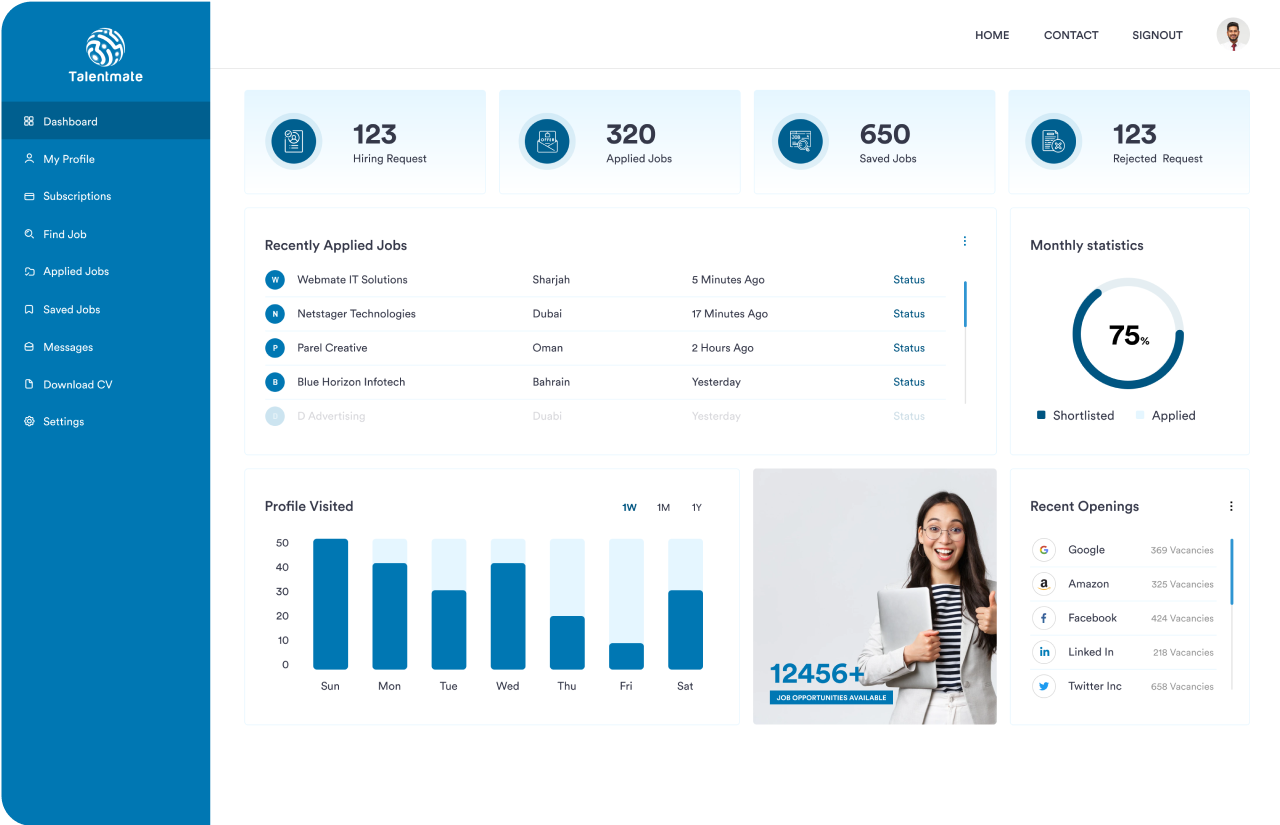 Talentmate
HOME CONTACT SIGNOUT
Dashboard
My Profile
Subscriptions
Find Job
Applied Jobs
Saved Jobs
Messages
Download CV
Settings
123
Hiring Request
320
Applied Jobs
650
Saved Jobs
123
Rejected Request
Recently Applied Jobs
W Webmate IT Solutions Sharjah 5 Minutes Ago Status
N Netstager Technologies Dubai 17 Minutes Ago Status
P Parel Creative Oman 2 Hours Ago Status
B Blue Horizon Infotech Bahrain Yesterday Status
D Advertising Duabi Yesterday Status
Monthly statistics
75%
Shortlisted Applied
Profile Visited
1W 1M 1Y
50
40
30
20
10
0
Sun Mon Tue Wed Thu Fri Sat
12456+
JOB OPPORTUNITIES AVAILABLE
Recent Openings
Google 369 Vacancies
Amazon 325 Vacancies
Facebook 424 Vacancies
Linked In 218 Vacancies
Twitter Inc 658 Vacancies